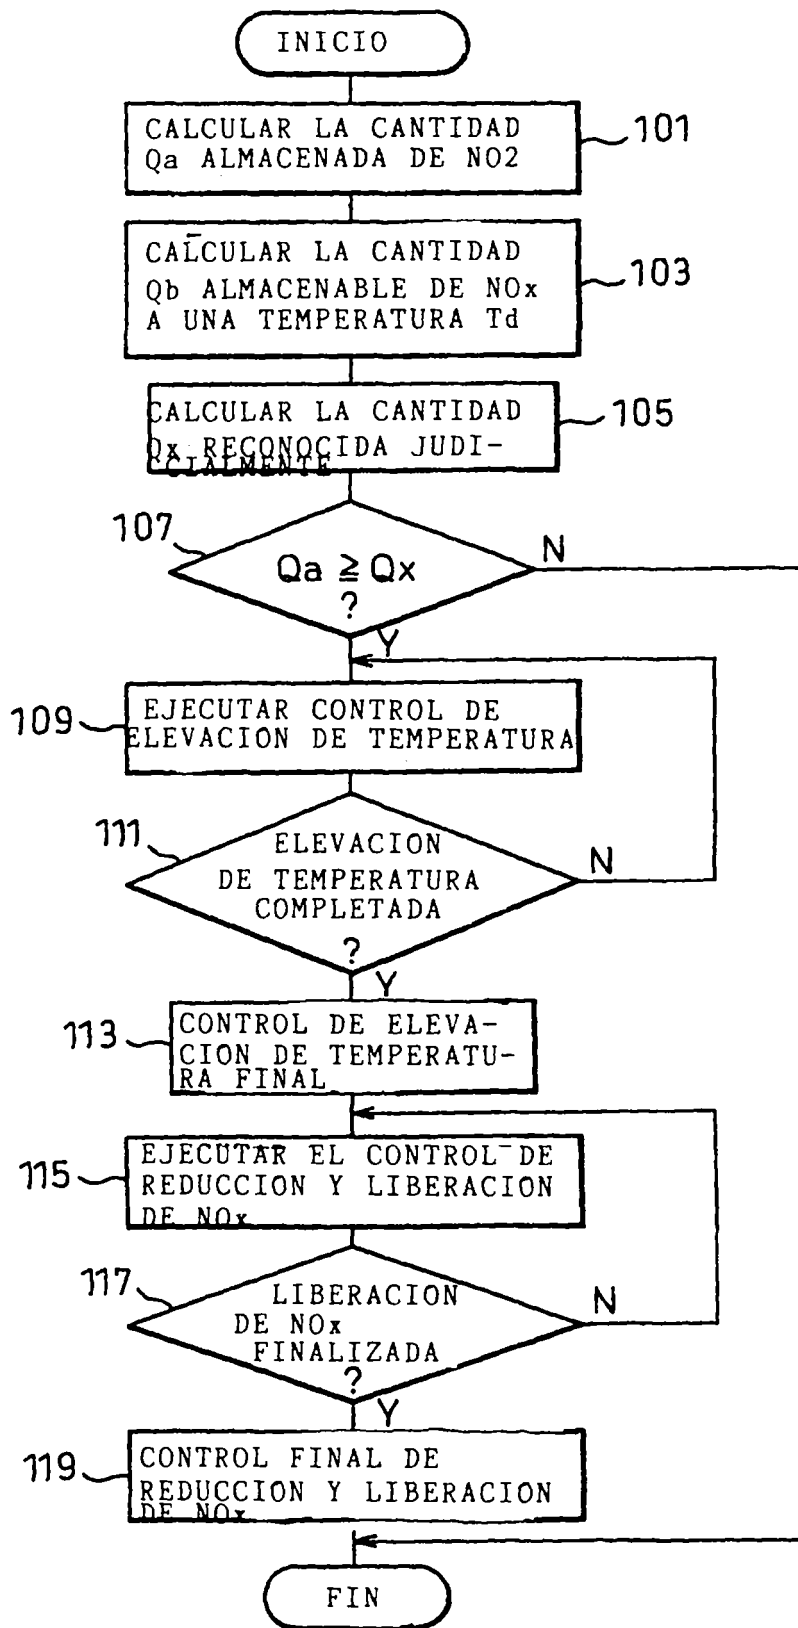 INICIO
CALCULAR LA CANTIDAD
Qa ALMACENADA DE NO2
101
CALCULAR LA CANTIDAD
Qb ALMACENABLE DE NOx
A UNA TEMPERATURA Td
103
CALCULAR LA CANTIDAD
Qx RECONOCIDA JUDI-
CIALMENTE
105
107
Qa ≧ Qx
?
N
Y
109
EJECUTAR CONTROL DE
ELEVACION DE TEMPERATURA
111
ELEVACION
DE TEMPERATURA
COMPLETADA
?
N
Y
113
CONTROL DE ELEVA-
CION DE TEMPERATU-
RA FINAL
115
EJECUTAR EL CONTROL DE
REDUCCION Y LIBERACION
DE NOx
117
LIBERACION
DE NOx
FINALIZADA
?
N
Y
119
CONTROL FINAL DE
REDUCCION Y LIBERACION
DE NOx
FIN